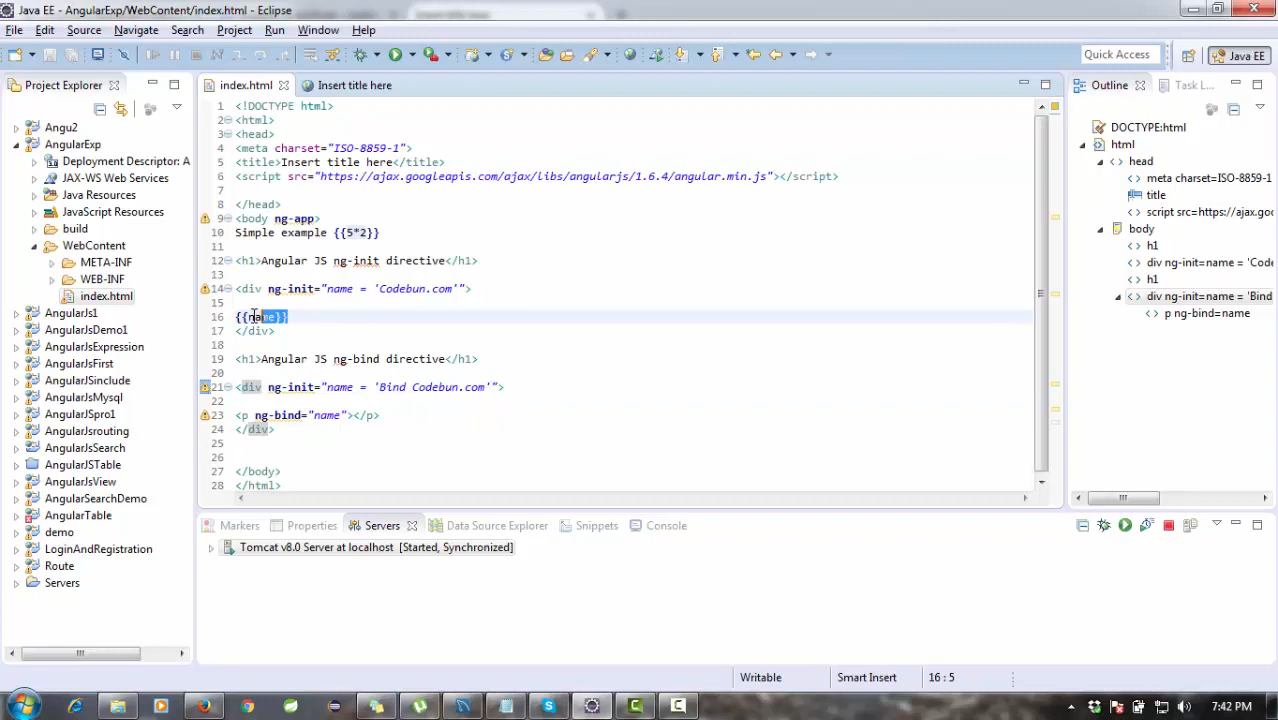 Java EE - AngularExp/WebContent/index.html - Eclipse
File Edit Source Navigate Search Project Run Window Help
Quick Access
Java EE
Project Explorer
index.html
Insert title here
Outline
Task L...
Angu2
AngularExp
Deployment Descriptor: A
JAX-WS Web Services
Java Resources
JavaScript Resources
build
WebContent
META-INF
WEB-INF
index.html
AngularJs1
AngularJsDemo1
AngularJsExpression
AngularJsFirst
AngularJSinclude
AngularJsMysql
AngularJSpro1
AngularJsrouting
AngularJsSearch
AngularJSTable
AngularJsView
AngularSearchDemo
AngularTable
demo
LoginAndRegistration
Route
Servers
1 <!DOCTYPE html>
2 <html>
3 <head>
4 <meta charset="ISO-8859-1">
5 <title>Insert title here</title>
6 <script src="https://ajax.googleapis.com/ajax/libs/angularjs/1.6.4/angular.min.js"></script>
7
8 </head>
9 <body ng-app>
10 Simple example {{5*2}}
11
12 <h1>Angular JS ng-init directive</h1>
13
14 <div ng-init="name = 'Codebun.com'">
15
16 {{name}}
17 </div>
18
19 <h1>Angular JS ng-bind directive</h1>
20
21 <div ng-init="name = 'Bind Codebun.com'">
22
23 <p ng-bind="name"></p>
24 </div>
25
26
27 </body>
28 </html>
DOCTYPE:html
html
head
meta charset=ISO-8859-1
title
script src=https://ajax.goog
body
h1
div ng-init=name = 'Code
h1
div ng-init=name = 'Bind
p ng-bind=name
Markers
Properties
Servers
Data Source Explorer
Snippets
Console
Tomcat v8.0 Server at localhost [Started, Synchronized]
Writable
Smart Insert
16 : 5
7:42 PM